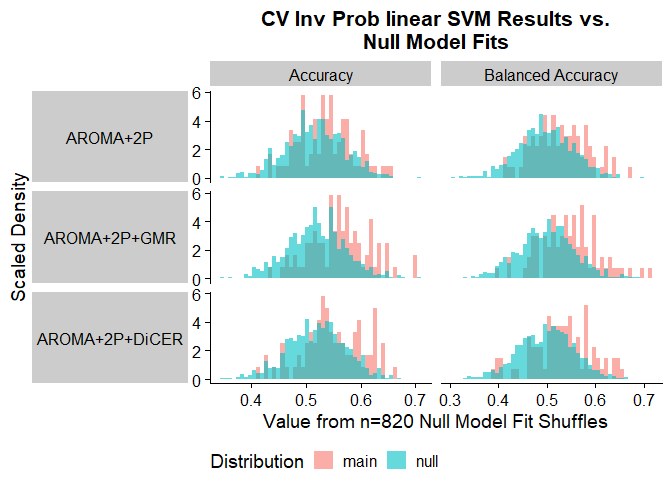 CV Inv Prob linear SVM Results vs.
Null Model Fits
Accuracy
Balanced Accuracy
Scaled Density
AROMA+2P
6
4
2
0
AROMA+2P+GMR
6
4
2
0
AROMA+2P+DiCER
6
4
2
0
0.4 0.5 0.6 0.7 0.3 0.4 0.5 0.6 0.7
Value from n=820 Null Model Fit Shuffles
Distribution main null